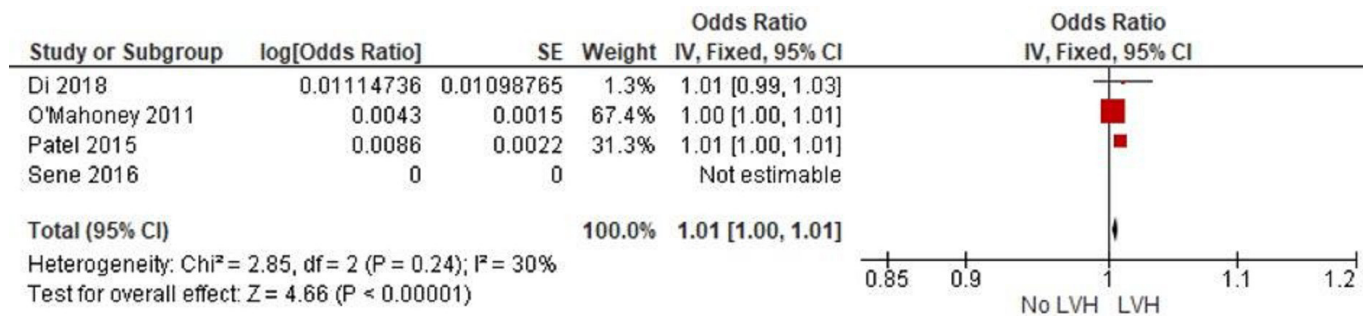 Odds Ratio Odds Ratio
Study or Subgroup log[Odds Ratio] SE Weight IV, Fixed, 95% CI IV, Fixed, 95% CI
Di 2018 0.01114736 0.01098765 1.3% 1.01 [0.99, 1.03]
O'Mahoney 2011 0.0043 0.0015 67.4% 1.00 [1.00, 1.01]
Patel 2015 0.0086 0.0022 31.3% 1.01 [1.00, 1.01]
Sene 2016 0 0 Not estimable
Total (95% CI) 100.0% 1.01 [1.00, 1.01]
Heterogeneity: Chi² = 2.85, df = 2 (P = 0.24); I² = 30%
Test for overall effect: Z = 4.66 (P < 0.00001)
0.85 0.9 1 1.1 1.2
No LVH LVH